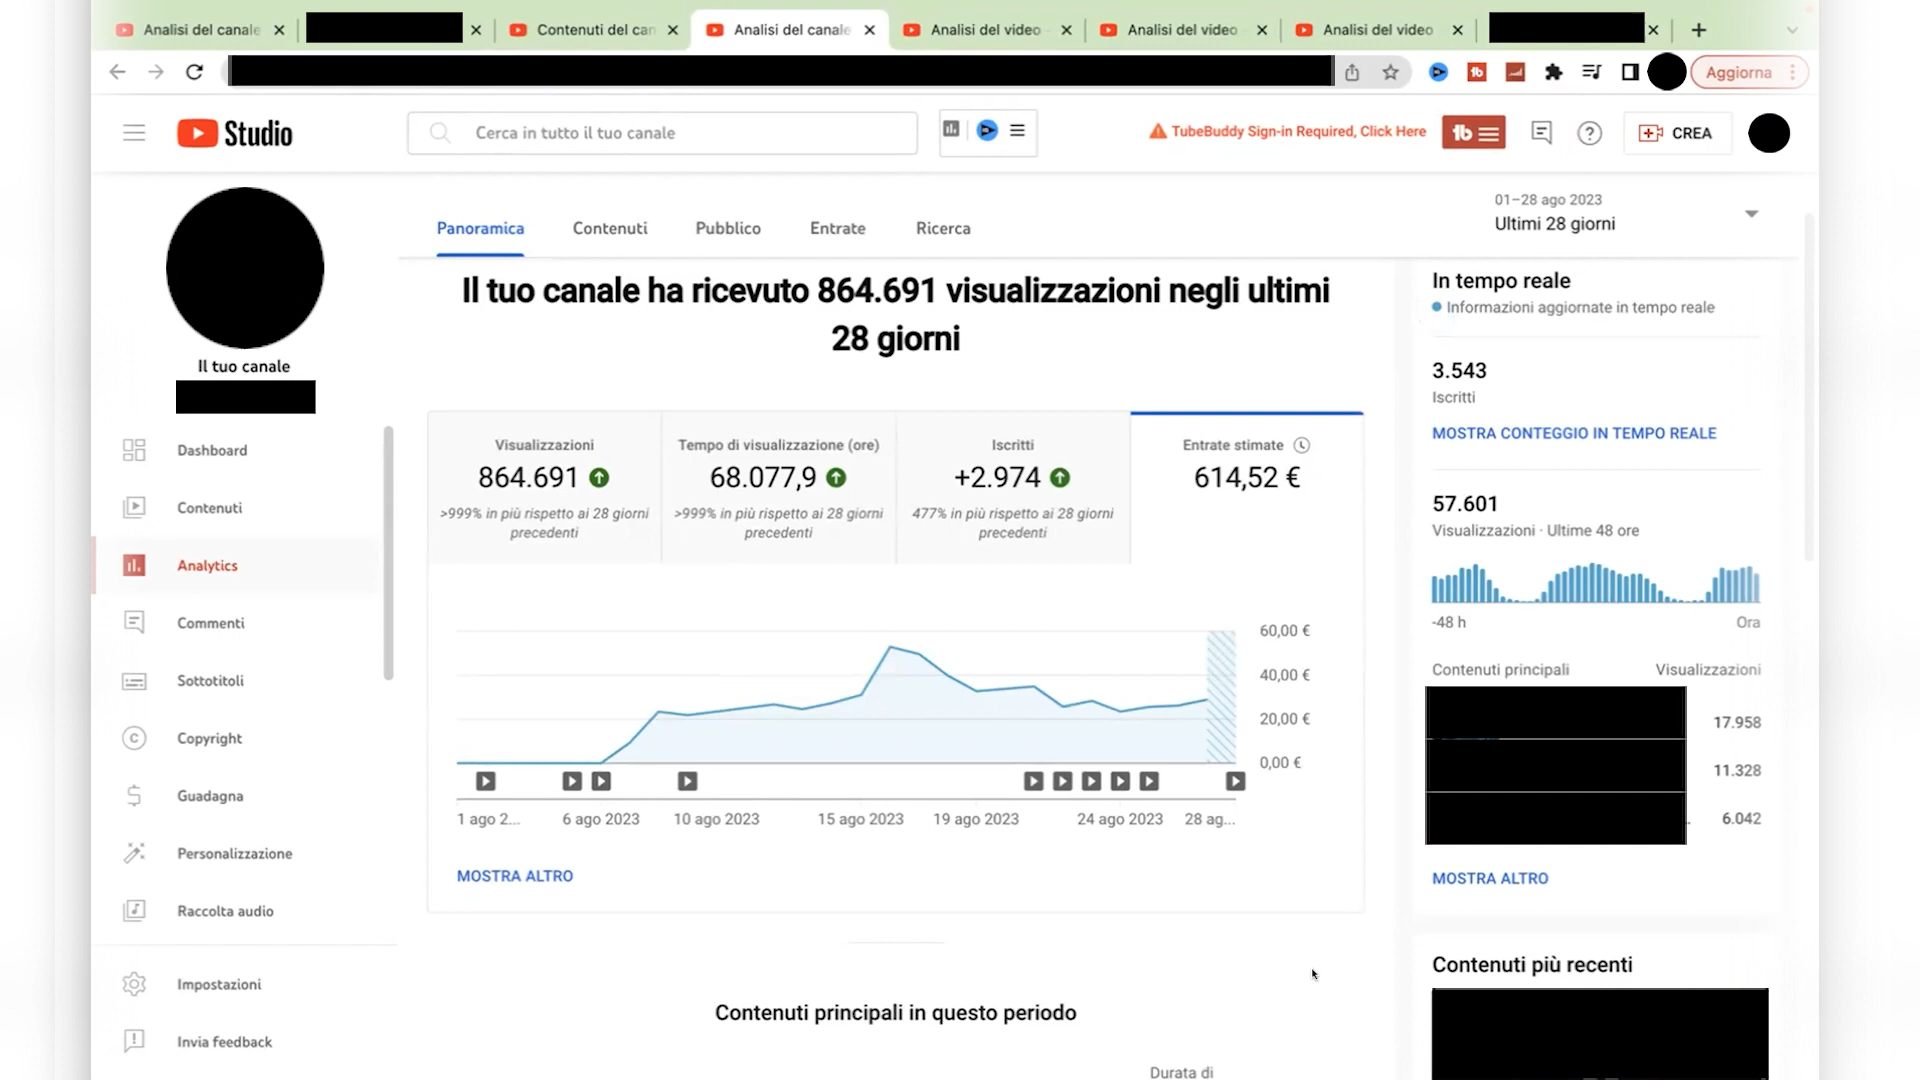 Analisi del canale
Contenuti del can
Analisi del canale
Analisi del video
Analisi del video
Analisi del video
Aggiorna
Studio
Cerca in tutto il tuo canale
TubeBuddy Sign-in Required, Click Here
CREA
Panoramica
Contenuti
Pubblico
Entrate
Ricerca
01–28 ago 2023
Ultimi 28 giorni
Il tuo canale
Dashboard
Contenuti
Analytics
Commenti
Sottotitoli
Copyright
Guadagna
Personalizzazione
Raccolta audio
Impostazioni
Invia feedback
Il tuo canale ha ricevuto 864.691 visualizzazioni negli ultimi
28 giorni
Visualizzazioni
864.691
>999% in più rispetto ai 28 giorni
precedenti
Tempo di visualizzazione (ore)
68.077,9
>999% in più rispetto ai 28 giorni
precedenti
Iscritti
+2.974
477% in più rispetto ai 28 giorni
precedenti
Entrate stimate
614,52 €
60,00 €
40,00 €
20,00 €
0,00 €
1 ago 2...
6 ago 2023
10 ago 2023
15 ago 2023
19 ago 2023
24 ago 2023
28 ag...
MOSTRA ALTRO
Contenuti principali in questo periodo
Durata di
In tempo reale
Informazioni aggiornate in tempo reale
3.543
Iscritti
MOSTRA CONTEGGIO IN TEMPO REALE
57.601
Visualizzazioni · Ultime 48 ore
-48 h
Ora
Contenuti principali
Visualizzazioni
17.958
11.328
6.042
MOSTRA ALTRO
Contenuti più recenti